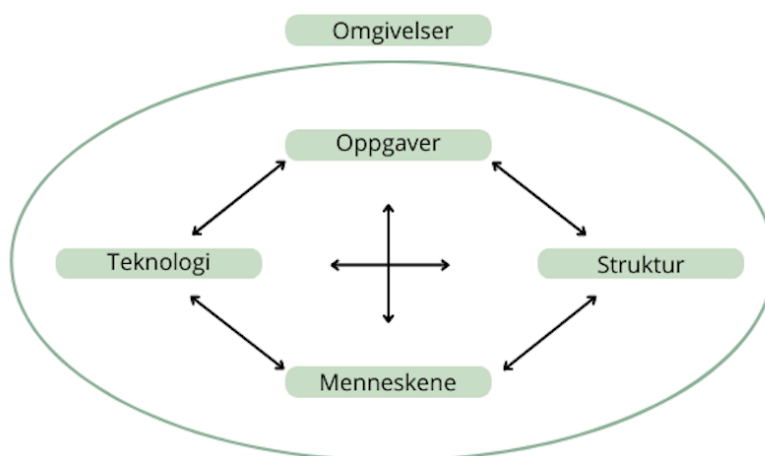 Omgivelser
Oppgaver
Teknologi
Struktur
Menneskene